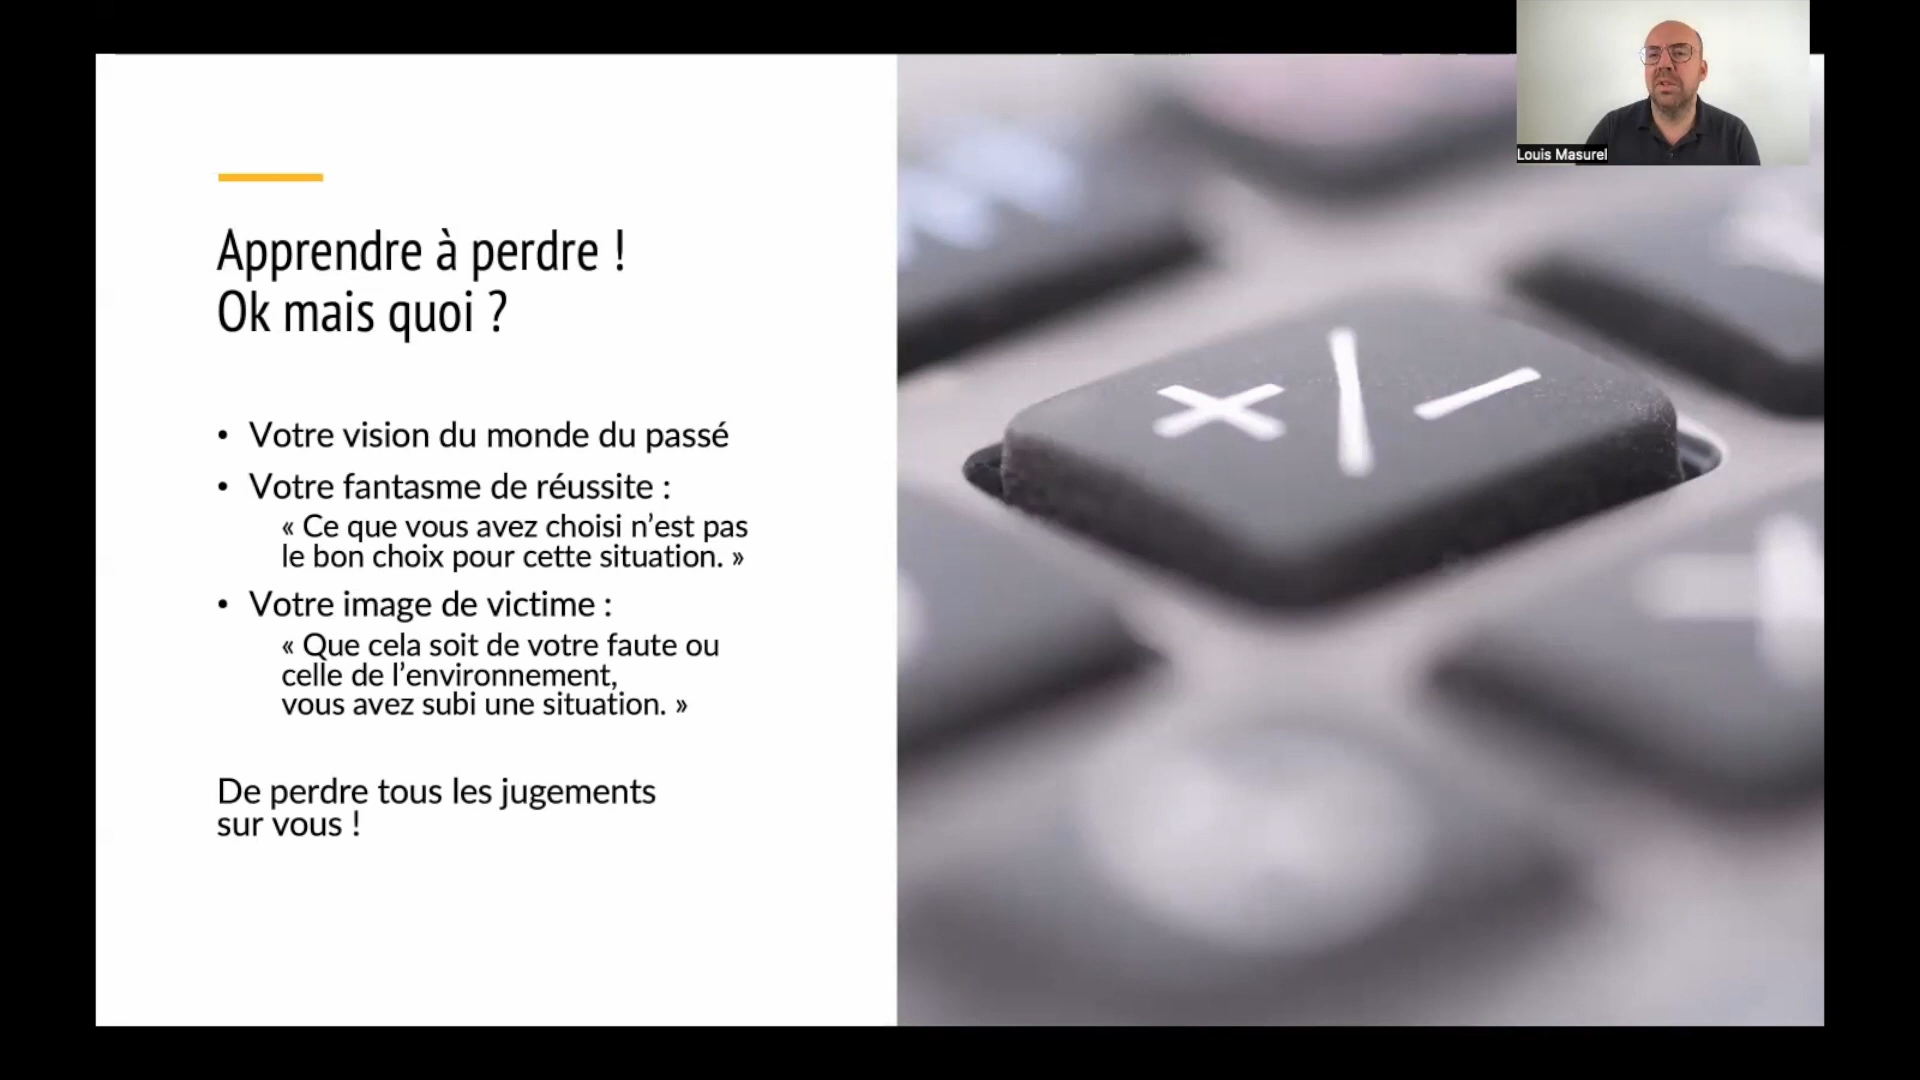 Apprendre à perdre !
Ok mais quoi ?
• Votre vision du monde du passé
• Votre fantasme de réussite :
« Ce que vous avez choisi n’est pas
le bon choix pour cette situation. »
• Votre image de victime :
« Que cela soit de votre faute ou
celle de l’environnement,
vous avez subi une situation. »
De perdre tous les jugements
sur vous !
+/−
Louis Masurel